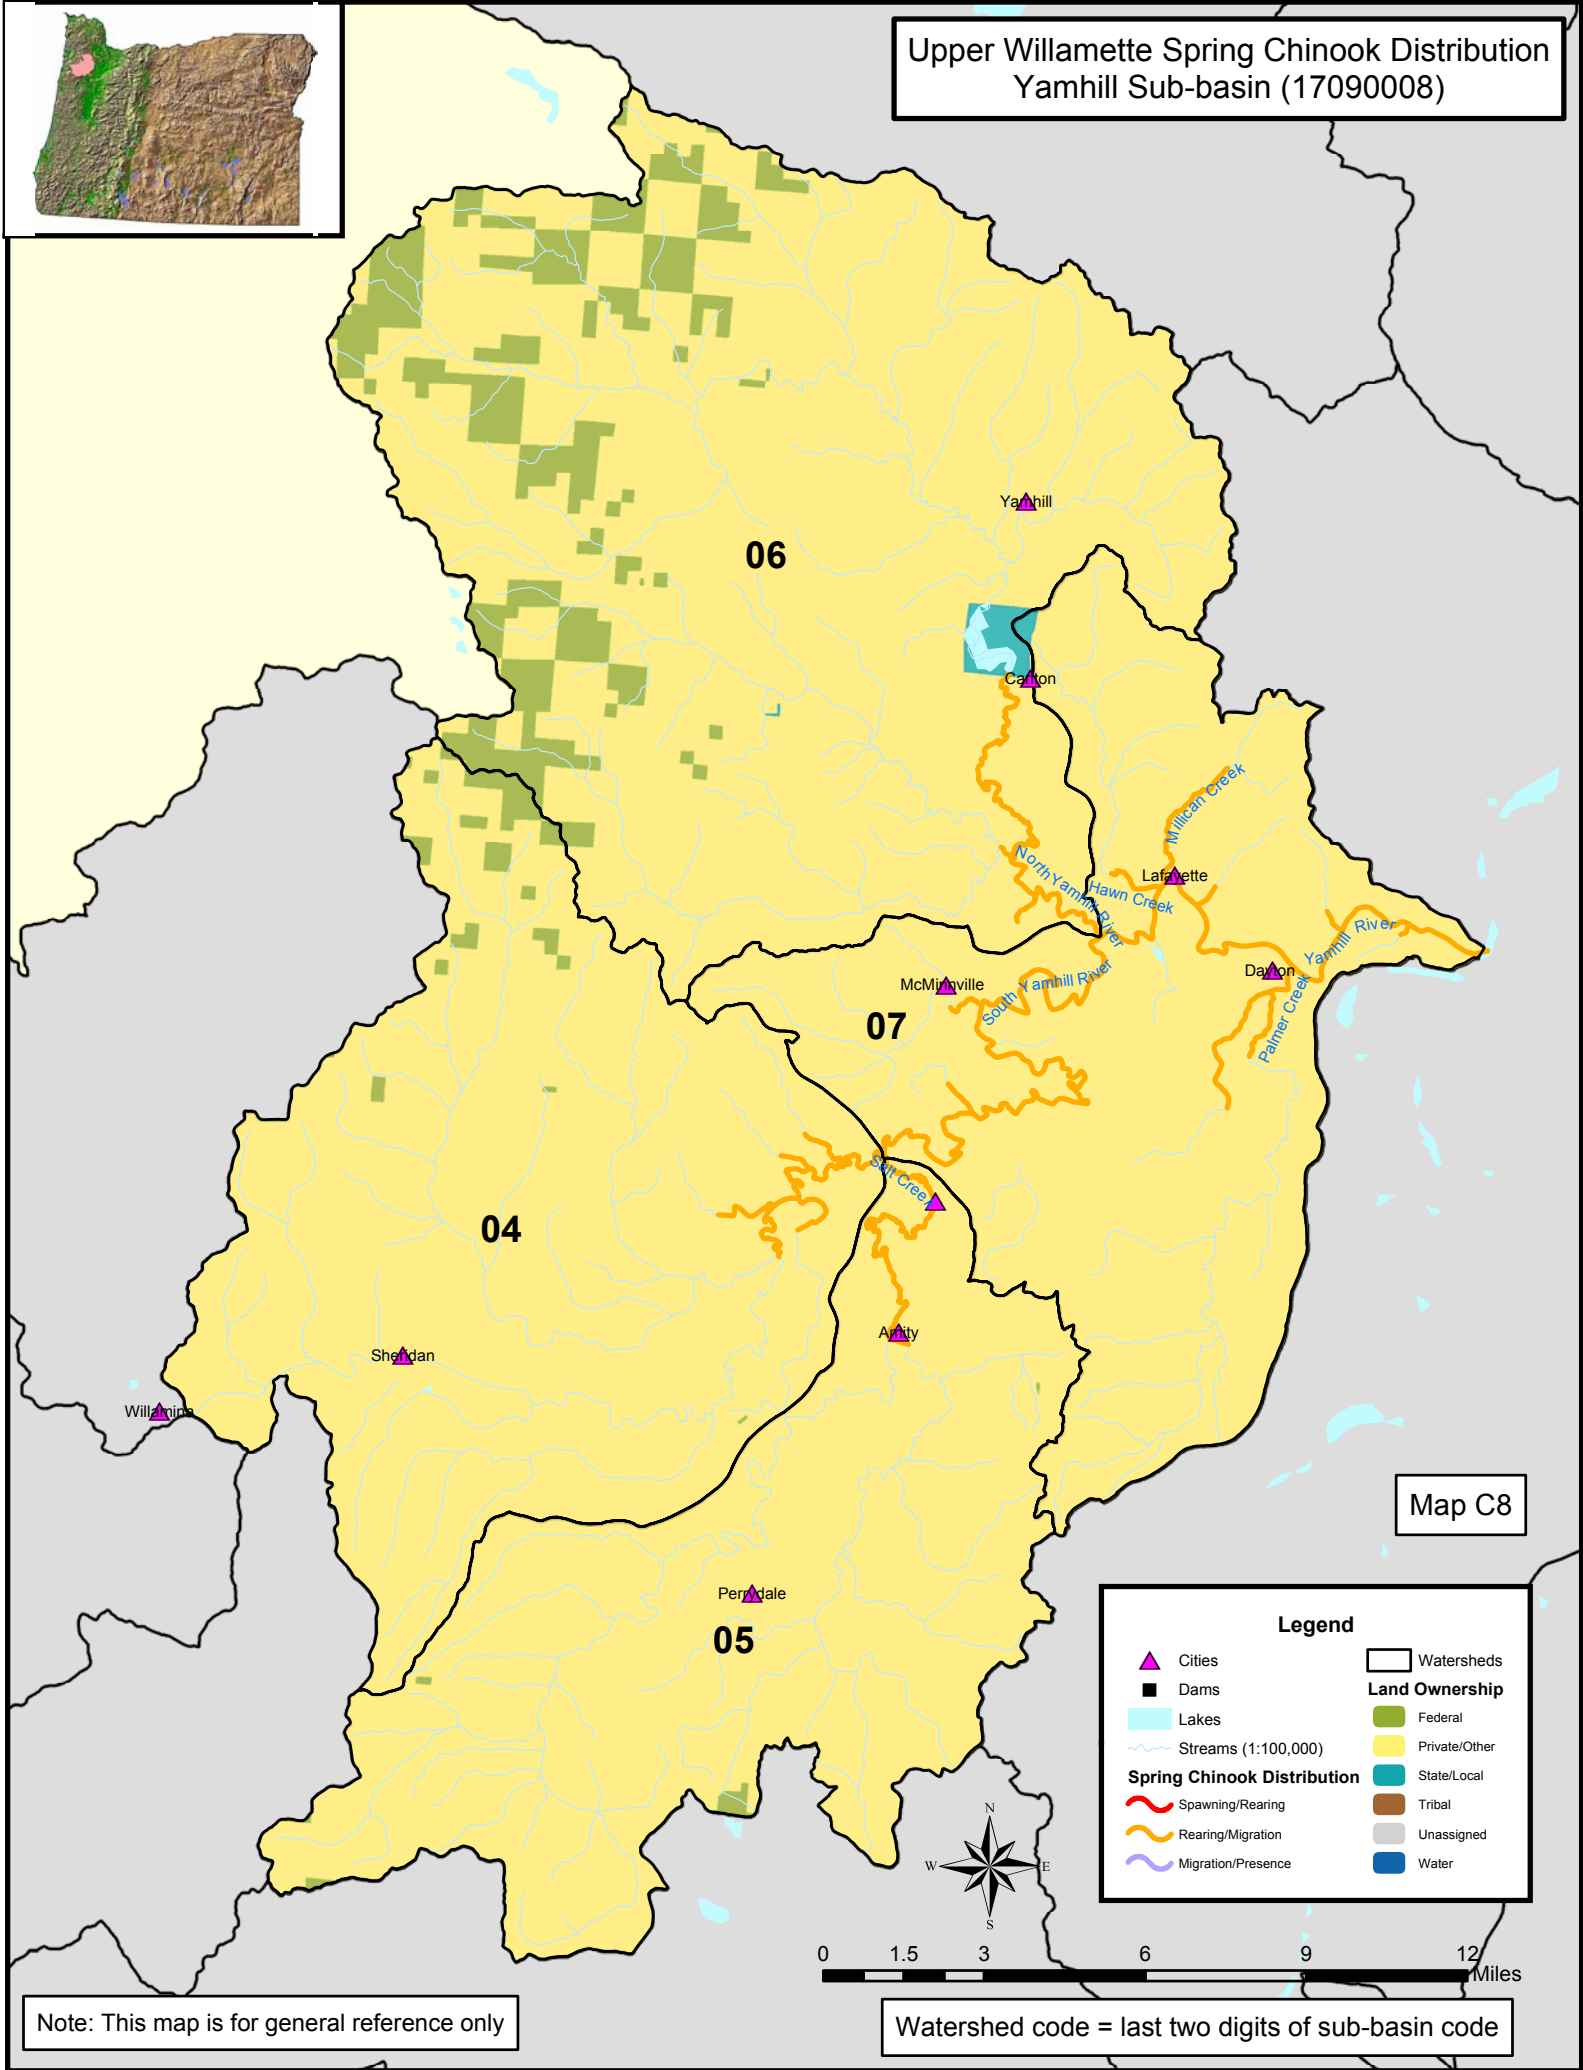 Upper Willamette Spring Chinook Distribution
Yamhill Sub-basin (17090008)
Yamhill
06
Carlton
Millican Creek
North Yamhill River
Lafayette
Hawn Creek
Yamhill River
McMinnville
South Yamhill River
Dayton
Palmer Creek
07
Salt Creek
04
Amity
Sheridan
Willamina
Map C8
Perrydale
05
Legend
Cities
Dams
Lakes
Streams (1:100,000)
Spring Chinook Distribution
Spawning/Rearing
Rearing/Migration
Migration/Presence
Watersheds
Land Ownership
Federal
Private/Other
State/Local
Tribal
Unassigned
Water
N
W E
S
0 1.5 3 6 9 12
Miles
Note: This map is for general reference only
Watershed code = last two digits of sub-basin code